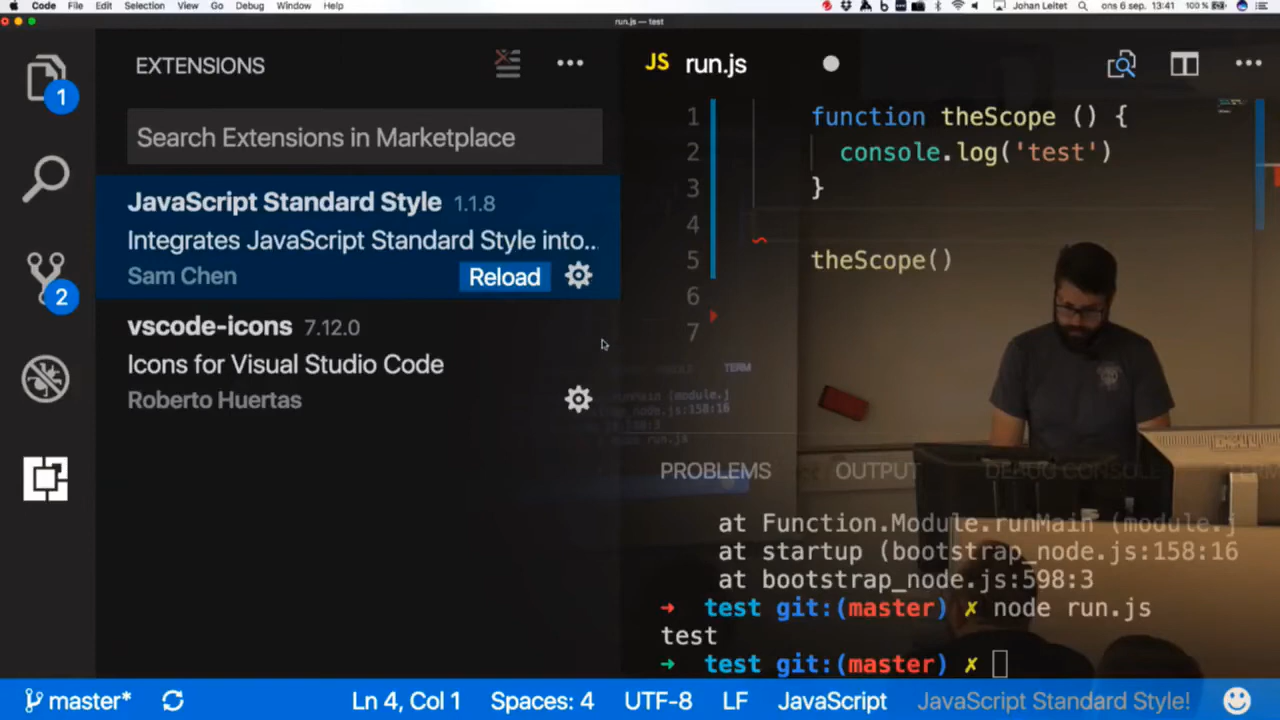 Code File Edit Selection View Go Debug Window Help Johan Leitet ons 6 sep. 13:41 100 %
run.js — test
EXTENSIONS
1
Search Extensions in Marketplace
JavaScript Standard Style 1.1.8
Integrates JavaScript Standard Style into...
Sam Chen Reload
2
vscode-icons 7.12.0
Icons for Visual Studio Code
Roberto Huertas
JS run.js
1 function theScope () {
2 console.log('test')
3 }
4
5 theScope()
6
7
TERM
PROBLEMS OUTPUT DEBUG CONSOLE
at Function.Module.runMain (module.j
at startup (bootstrap_node.js:158:16
at bootstrap_node.js:598:3
➜ test git:(master) ✗ node run.js
test
➜ test git:(master) ✗
DELL
master* Ln 4, Col 1 Spaces: 4 UTF-8 LF JavaScript JavaScript Standard Style!